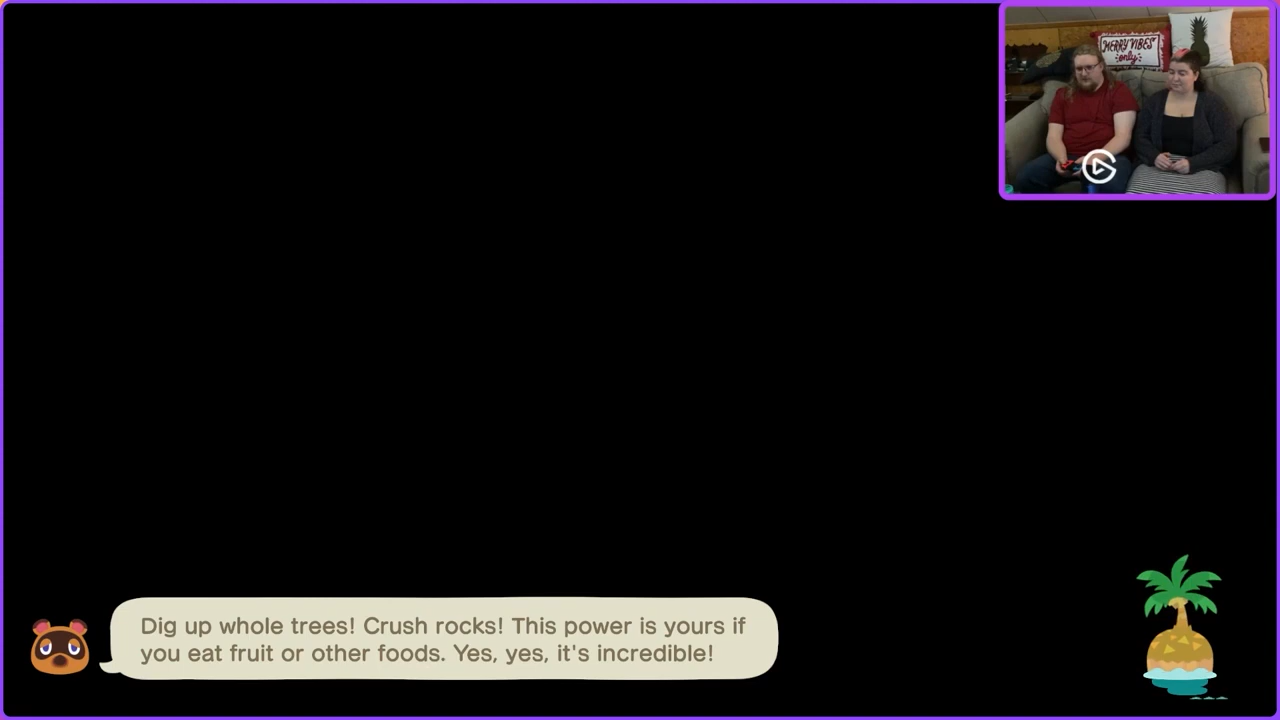 MERRY VIBES
only
Dig up whole trees! Crush rocks! This power is yours if
you eat fruit or other foods. Yes, yes, it's incredible!